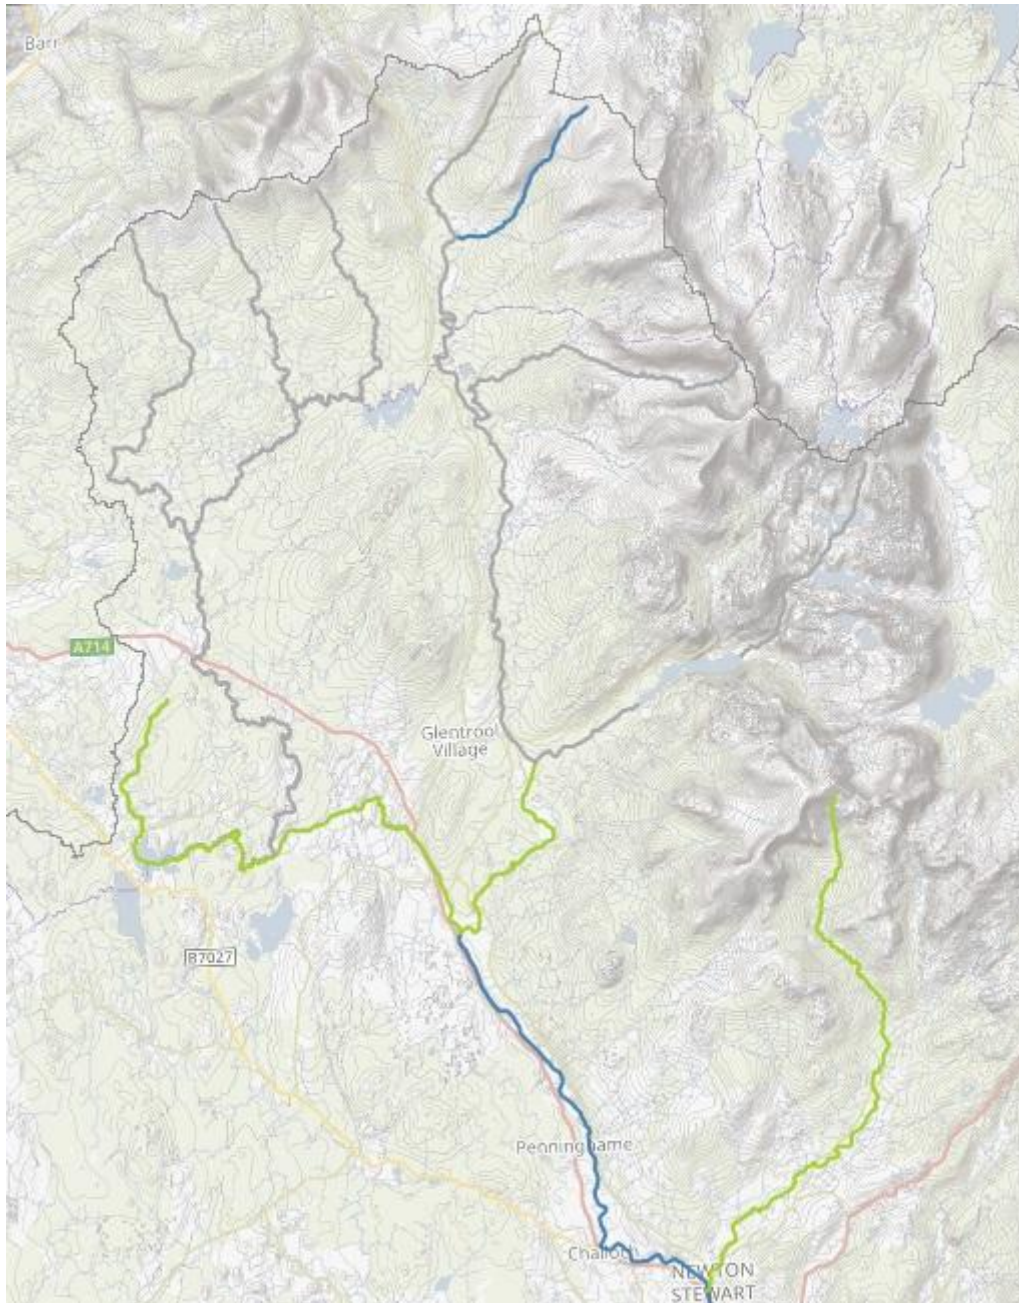 Barr
A714
Glentrool
Village
B7027
Penninghame
Challoch
NEWTON
STEWART